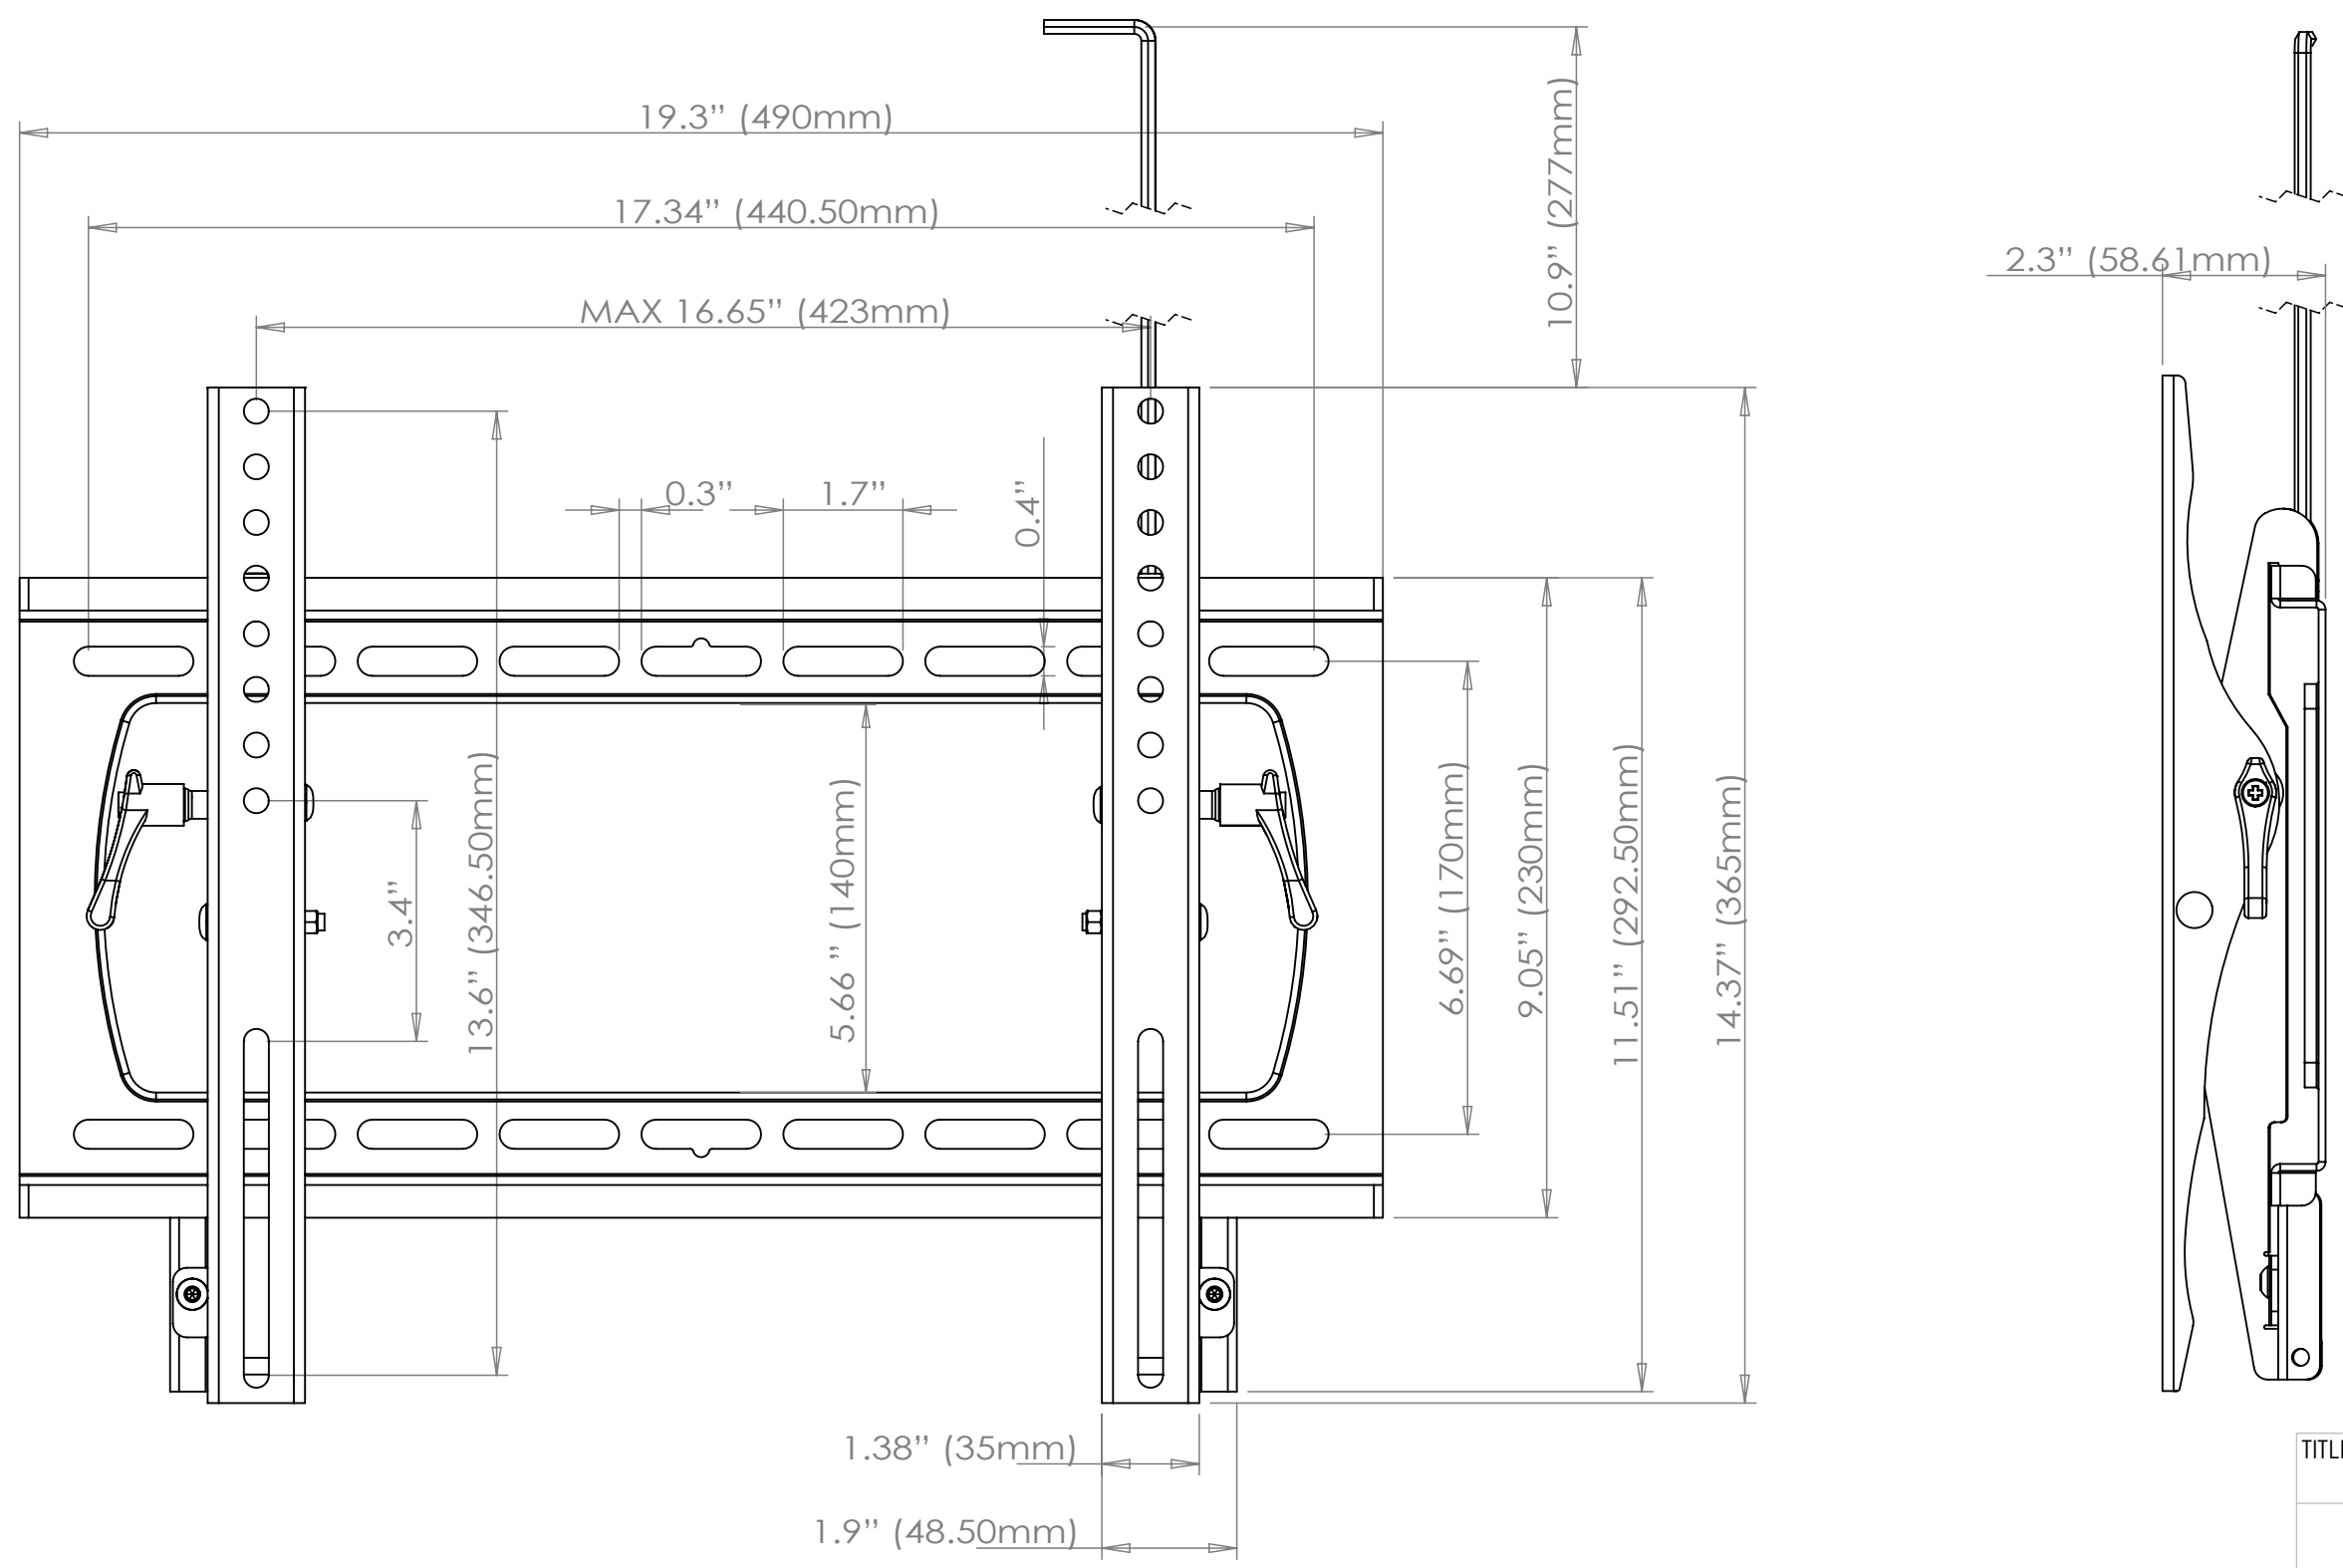 19.3” (490mm)
10.9” (277mm)
17.34” (440.50mm)
2.3” (58.61mm)
MAX 16.65” (423mm)
0.3”
1.7”
0.4”
3.4”
13.6” (346.50mm)
5.66 ” (140mm)
6.69” (170mm)
9.05” (230mm)
11.51” (292.50mm)
14.37” (365mm)
1.38” (35mm)
TITLE
1.9” (48.50mm)